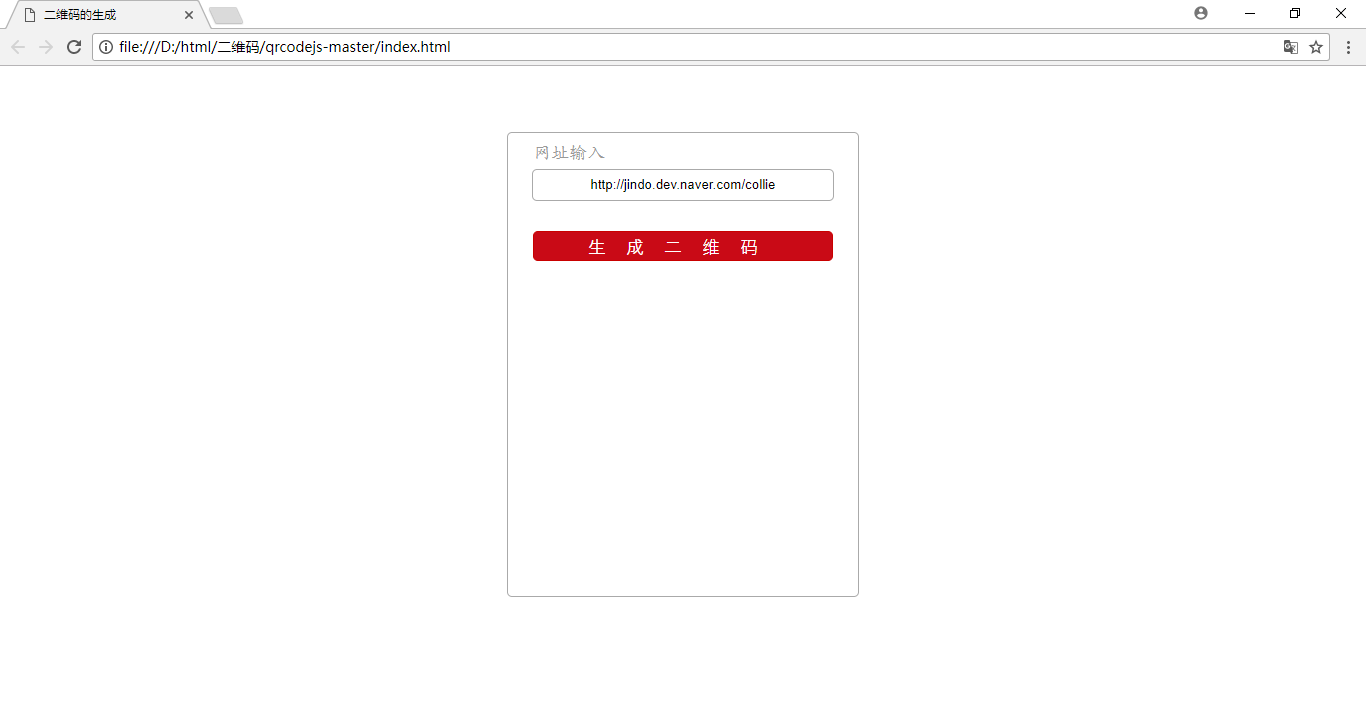 二维码的生成
file:///D:/html/二维码/qrcodejs-master/index.html
网址输入
http://jindo.dev.naver.com/collie
生成二维码